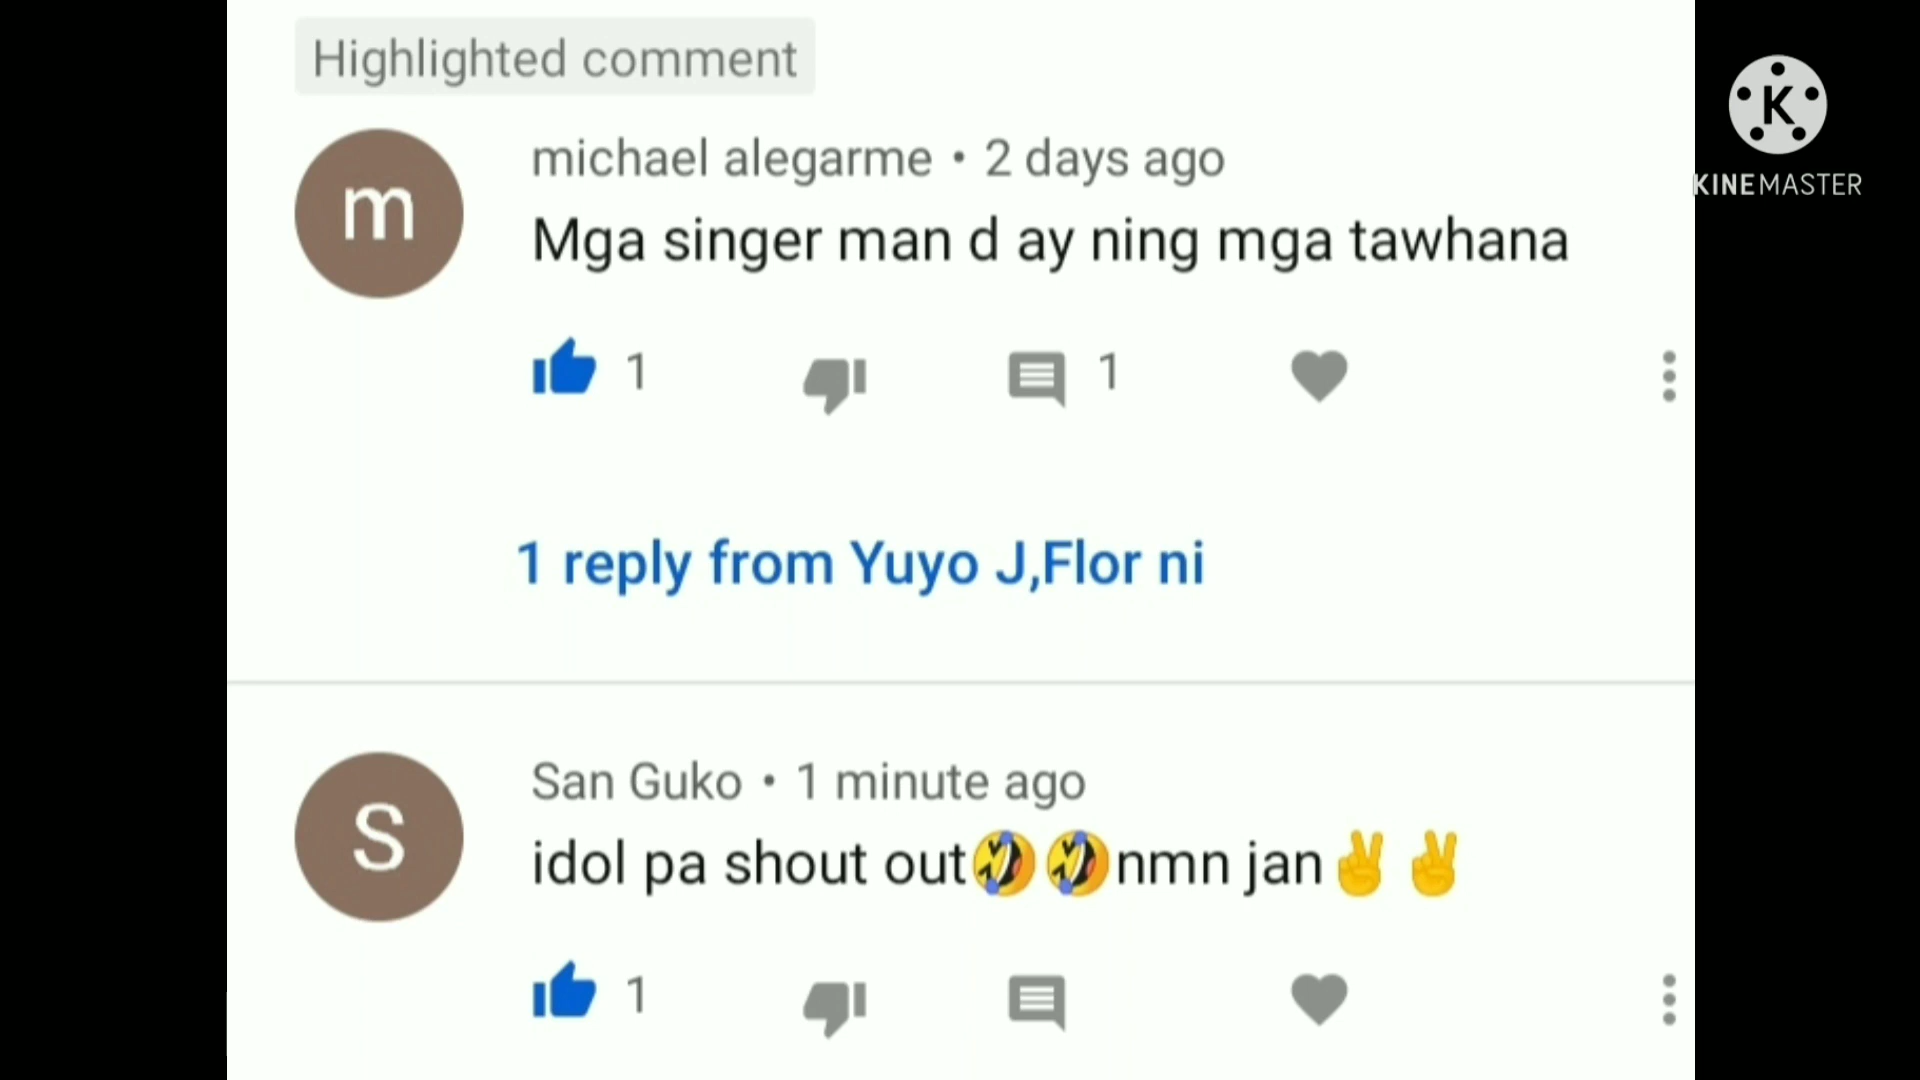 Highlighted comment
m
michael alegarme • 2 days ago
Mga singer man d ay ning mga tawhana
1
1
1 reply from Yuyo J,Flor ni
S
San Guko • 1 minute ago
idol pa shout out🤣🤣nmn jan✌️✌️
1
K
KINEMASTER